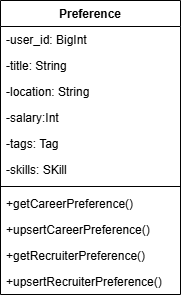 Preference
-user_id: BigInt
-title: String
-location: String
-salary:Int
-tags: Tag
-skills: SKill
+getCareerPreference()
+upsertCareerPreference()
+getRecruiterPreference()
+upsertRecruiterPreference()